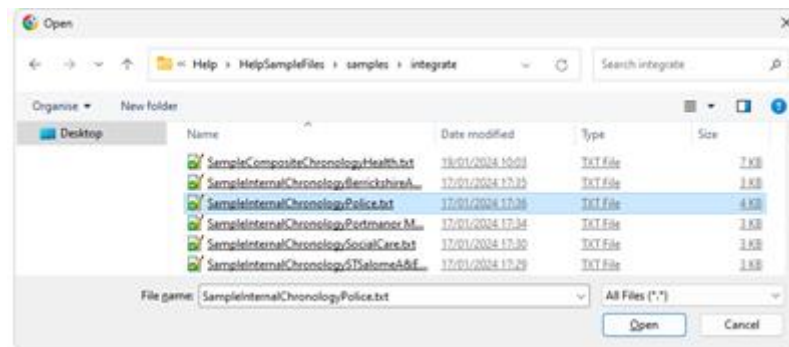 Open
« Help › HelpSampleFiles › samples › integrate Search integrate
Organise New folder
Desktop Name Date modified Type Size
SampleCompositeChronologyHealth.txt 19/01/2024 10:03 TXT File 7 KB
SampleInternalChronologyBerrickshireA... 17/01/2024 17:35 TXT File 3 KB
SampleInternalChronologyPolice.txt 17/01/2024 17:36 TXT File 4 KB
SampleInternalChronologyPortmanor M... 17/01/2024 17:34 TXT File 3 KB
SampleInternalChronologySocialCare.txt 17/01/2024 17:30 TXT File 3 KB
SampleInternalChronologySTSalomeA&E... 17/01/2024 17:29 TXT File 3 KB
File name: SampleInternalChronologyPolice.txt All Files (*.*)
Open Cancel